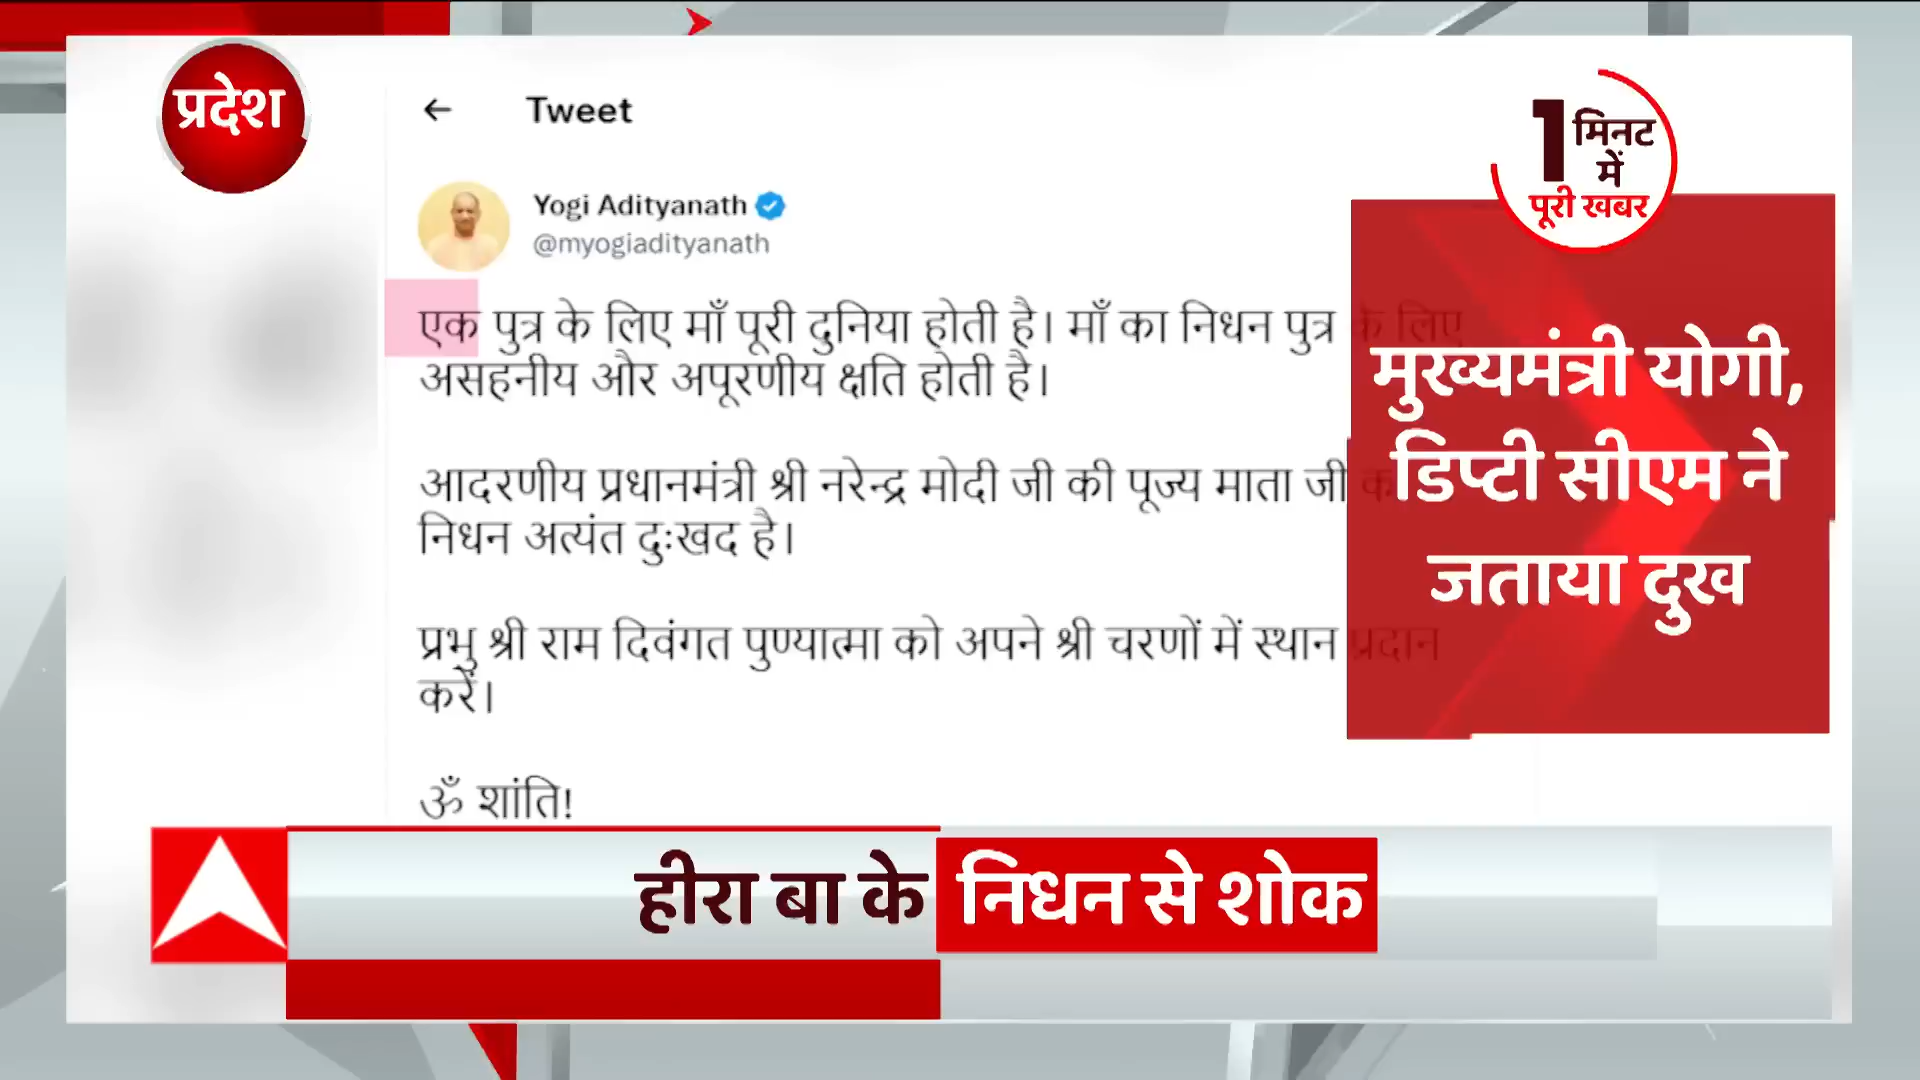 प्रदेश
Tweet
1 मिनट
में
पूरी खबर
Yogi Adityanath
@myogiadityanath
एक पुत्र के लिए माँ पूरी दुनिया होती है। माँ का निधन पुत्र के लिए
असहनीय और अपूरणीय क्षति होती है।
आदरणीय प्रधानमंत्री श्री नरेन्द्र मोदी जी की पूज्य माता जी
निधन अत्यंत दुःखद है।
प्रभु श्री राम दिवंगत पुण्यात्मा को अपने श्री चरणों में स्थान प्रदान
करें।
ॐ शांति!
मुख्यमंत्री योगी,
डिप्टी सीएम ने
जताया दुख
हीरा बा के निधन से शोक